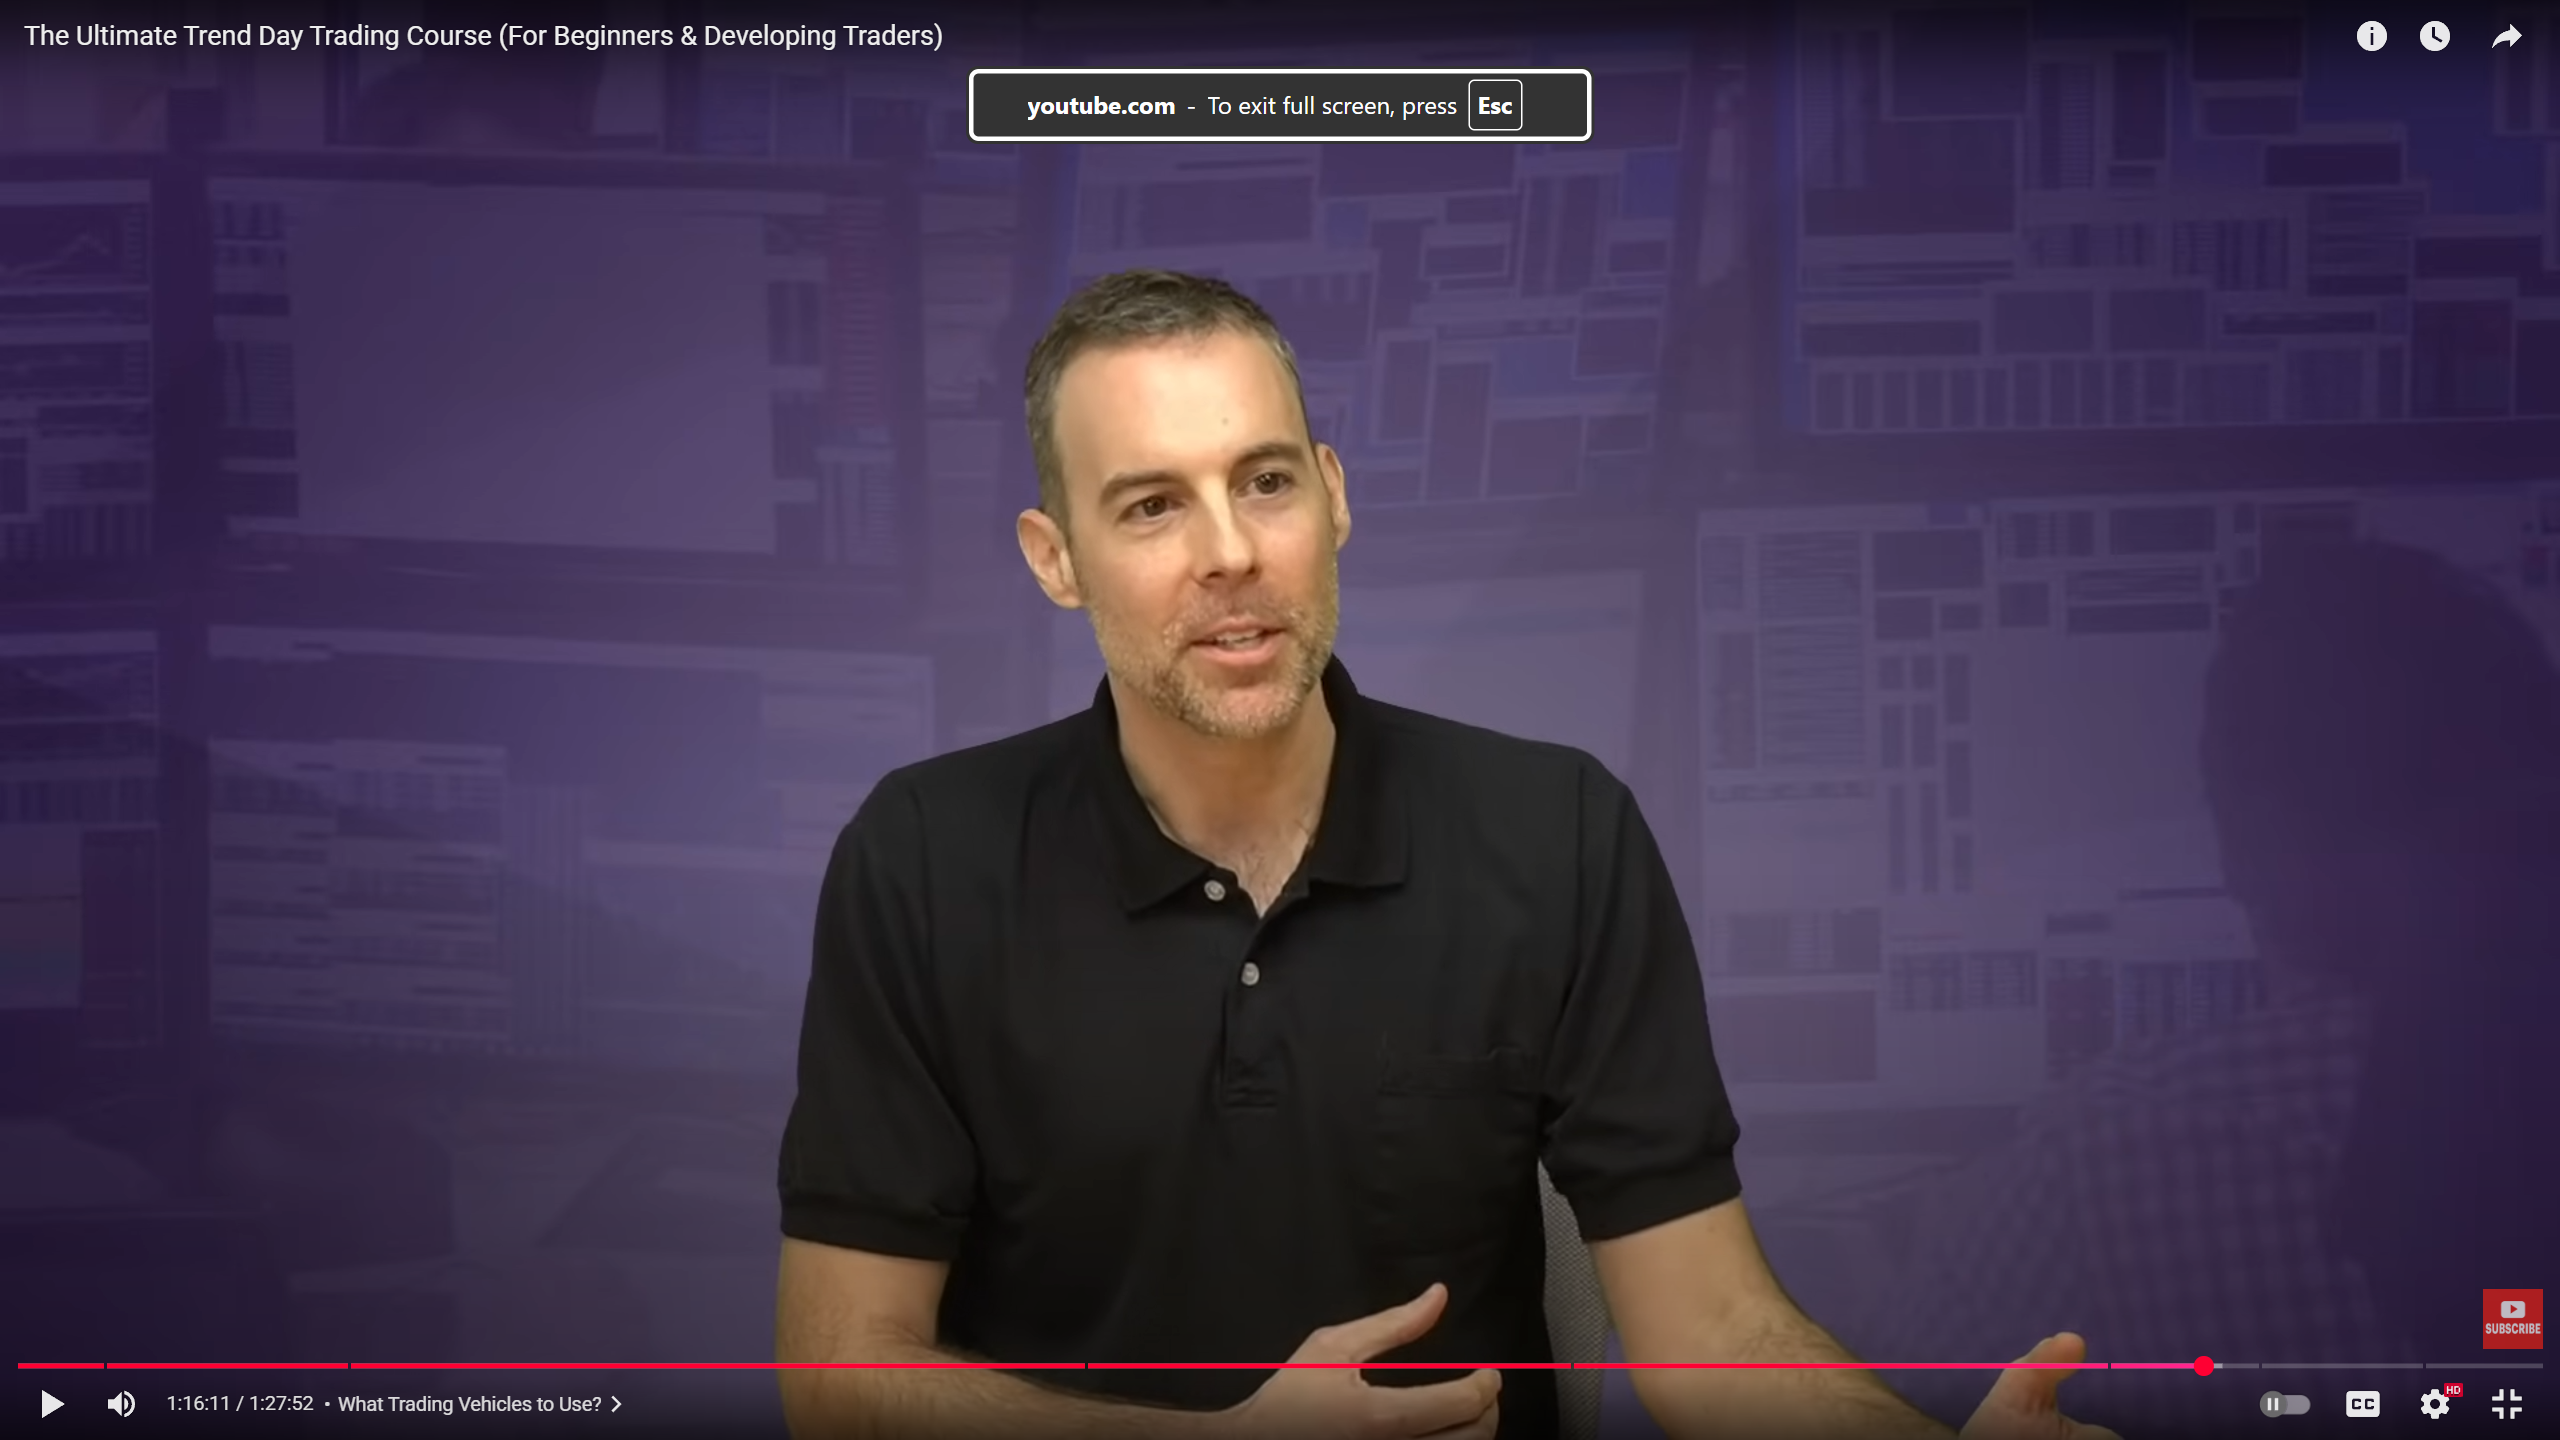 The Ultimate Trend Day Trading Course (For Beginners & Developing Traders)
youtube.com - To exit full screen, press Esc
SUBSCRIBE
1:16:11 / 1:27:52 • What Trading Vehicles to Use?
CC
HD